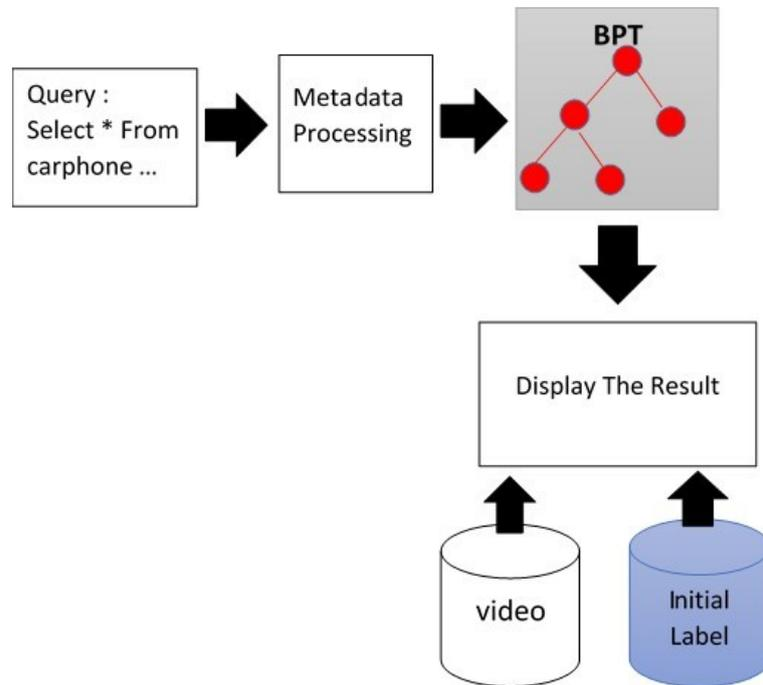 Query :
Select * From
carphone ...
Metadata
Processing
BPT
Display The Result
video
Initial
Label